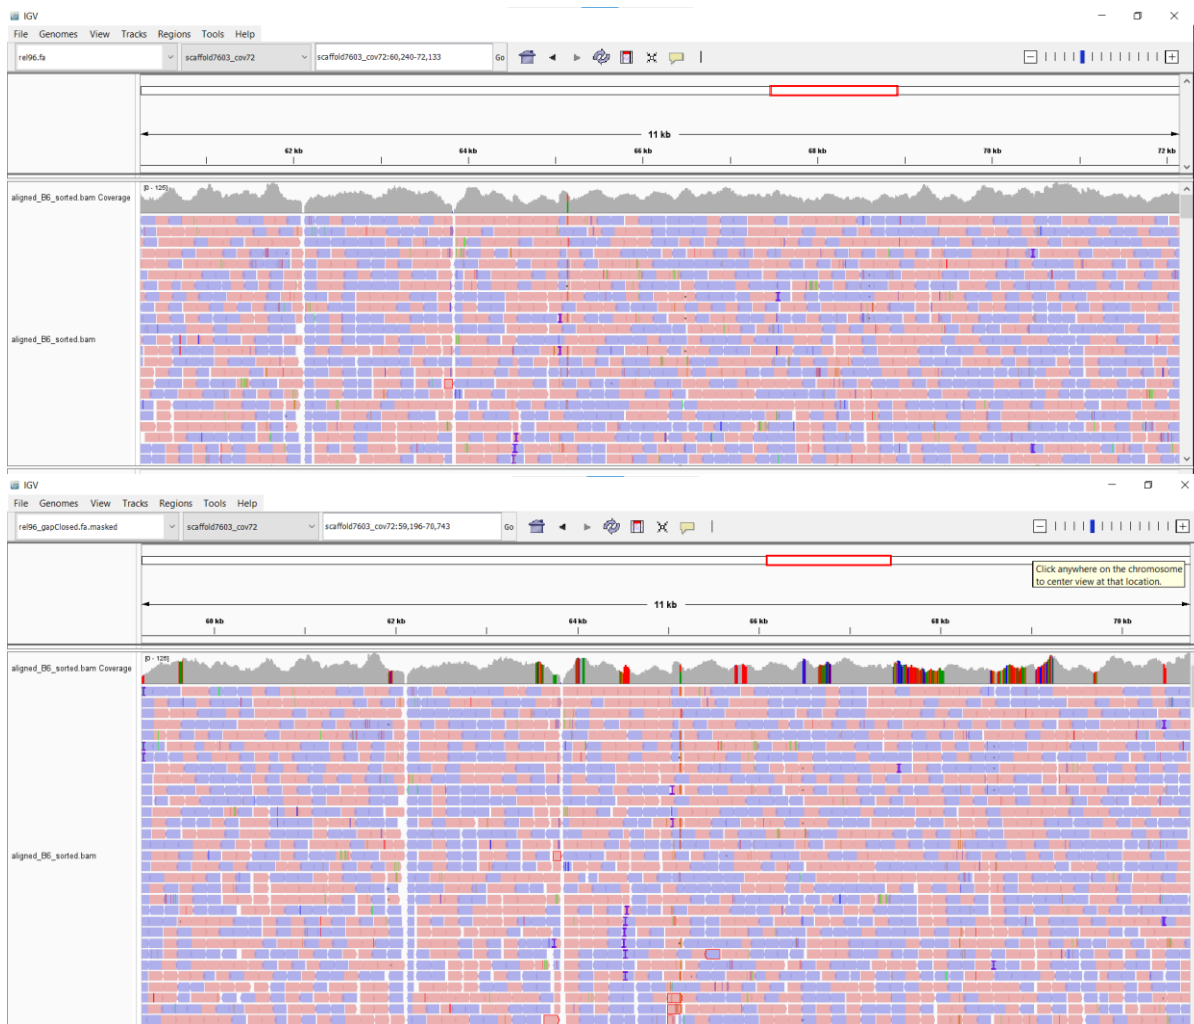 IGV
File Genomes View Tracks Regions Tools Help
rel96.fa scaffold7603_cov72 scaffold7603_cov72:60,240-72,133 Go
11 kb
62 kb 64 kb 66 kb 68 kb 70 kb 72 kb
[0 - 125]
aligned_B6_sorted.bam Coverage
aligned_B6_sorted.bam
IGV
File Genomes View Tracks Regions Tools Help
rel96_gapClosed.fa.masked scaffold7603_cov72 scaffold7603_cov72:59,196-70,743 Go
Click anywhere on the chromosome
to center view at that location.
11 kb
60 kb 62 kb 64 kb 66 kb 68 kb 70 kb
[0 - 125]
aligned_B6_sorted.bam Coverage
aligned_B6_sorted.bam